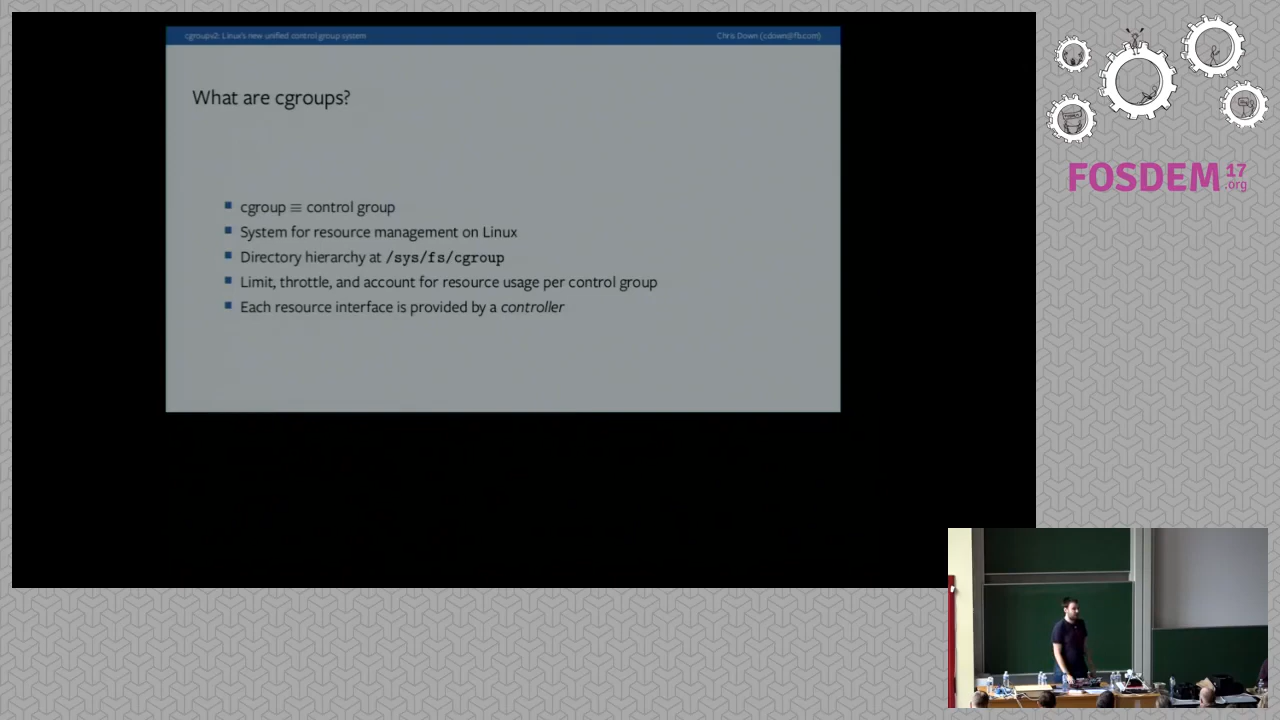 cgroups2: Linux's new unified control group system
Chris Down (cdown@fb.com)
What are cgroups?
cgroup ≡ control group
System for resource management on Linux
Directory hierarchy at /sys/fs/cgroup
Limit, throttle, and account for resource usage per control group
Each resource interface is provided by a controller
FOSDEM 17
.org